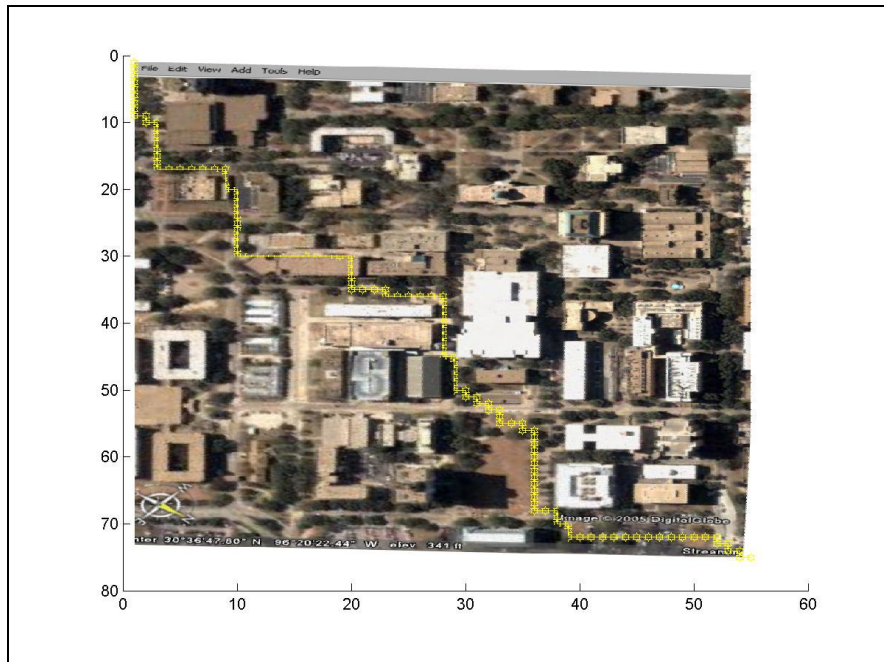 0
File Edit View Add Tools Help
10
20
30
40
50
60
70
Image © 2005 DigitalGlobe
nter 30°36'47.80" N 96°20'22.44" W elev 341 ft
Streamin
80
0 10 20 30 40 50 60